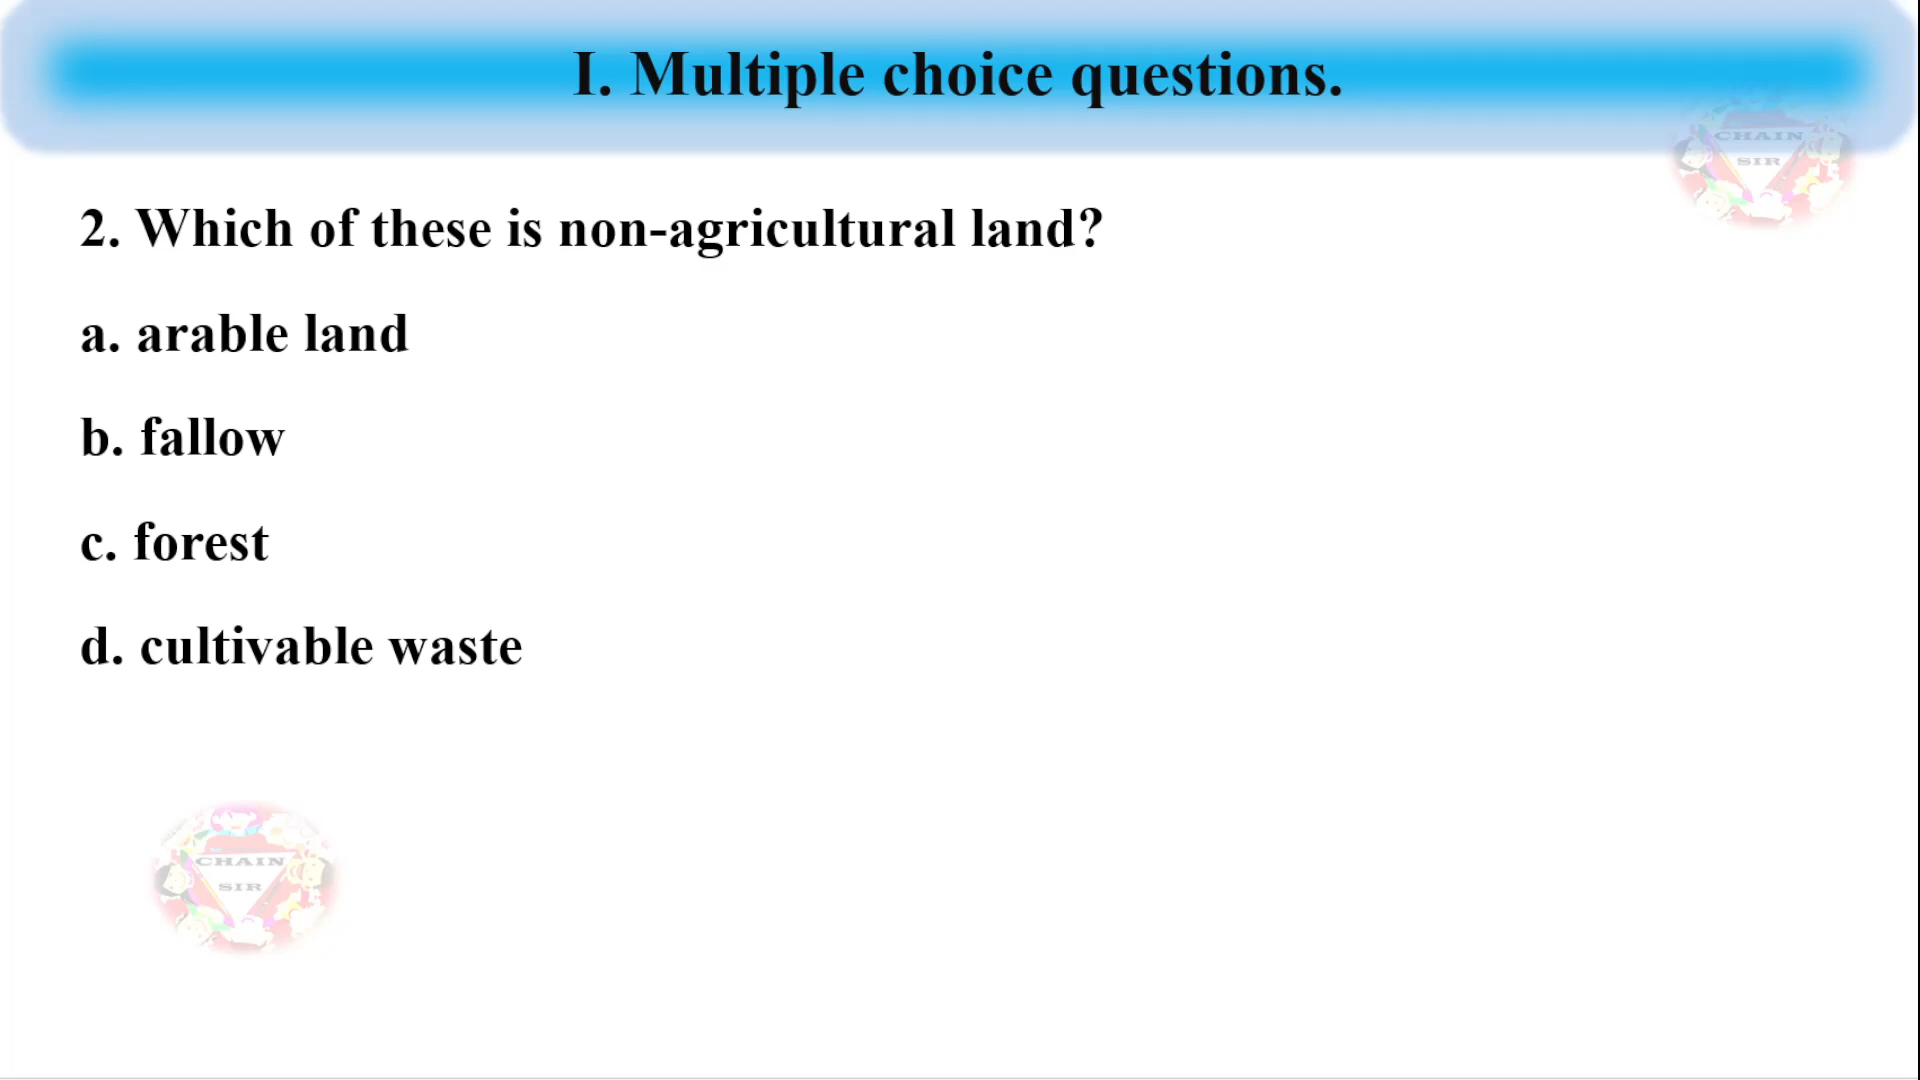 I. Multiple choice questions.
CHAIN
SIR
2. Which of these is non-agricultural land?
a. arable land
b. fallow
c. forest
d. cultivable waste
CHAIN
SIR